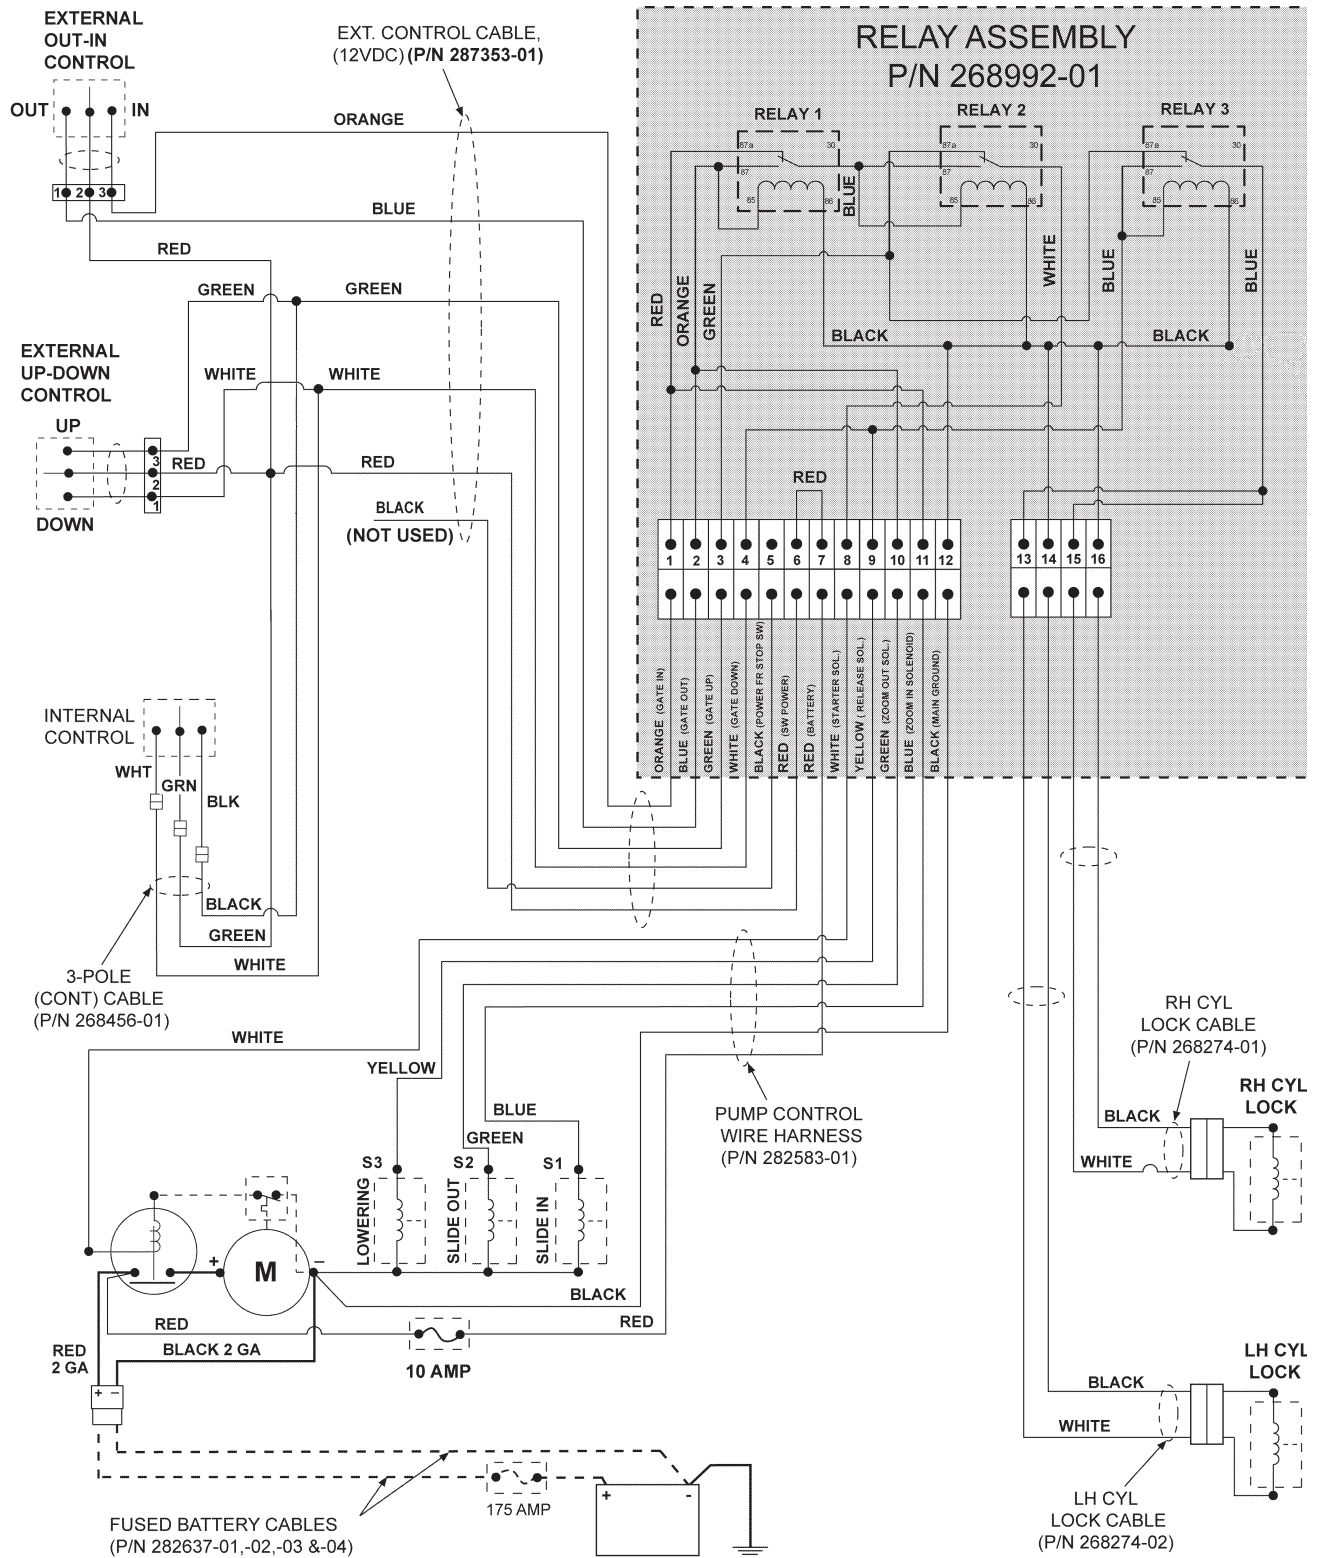 EXTERNAL
OUT-IN
CONTROL
OUT
IN
1 2 3
EXT. CONTROL CABLE,
(12VDC) (P/N 287353-01)
ORANGE
BLUE
RED
GREEN
GREEN
EXTERNAL
UP-DOWN
CONTROL
WHITE
WHITE
UP
3
RED
2
1
RED
DOWN
BLACK
(NOT USED)
RELAY ASSEMBLY
P/N 268992-01
RELAY 1
RELAY 2
RELAY 3
87a
30
87
85
86
87a
30
87
85
86
87a
30
87
85
86
BLUE
WHITE
BLUE
BLUE
RED
ORANGE
GREEN
BLACK
BLACK
RED
1 2 3 4 5 6 7 8 9 10 11 12
13 14 15 16
ORANGE (GATE IN)
BLUE (GATE OUT)
GREEN (GATE UP)
WHITE (GATE DOWN)
BLACK (POWER FR STOP SW)
RED (SW POWER)
RED (BATTERY)
WHITE (STARTER SOL.)
YELLOW ( RELEASE SOL.)
GREEN (ZOOM OUT SOL.)
BLUE (ZOOM IN SOLENOID)
BLACK (MAIN GROUND)
INTERNAL
CONTROL
WHT
GRN
BLK
BLACK
GREEN
WHITE
3-POLE
(CONT) CABLE
(P/N 268456-01)
WHITE
YELLOW
BLUE
GREEN
PUMP CONTROL
WIRE HARNESS
(P/N 282583-01)
S3
S2
S1
LOWERING
SLIDE OUT
SLIDE IN
+
M
–
BLACK
RED
RED
10 AMP
BLACK 2 GA
RED
2 GA
+ –
175 AMP
+
-
FUSED BATTERY CABLES
(P/N 282637-01,-02,-03 &-04)
RH CYL
LOCK CABLE
(P/N 268274-01)
RH CYL
LOCK
BLACK
WHITE
LH CYL
LOCK
BLACK
WHITE
LH CYL
LOCK CABLE
(P/N 268274-02)